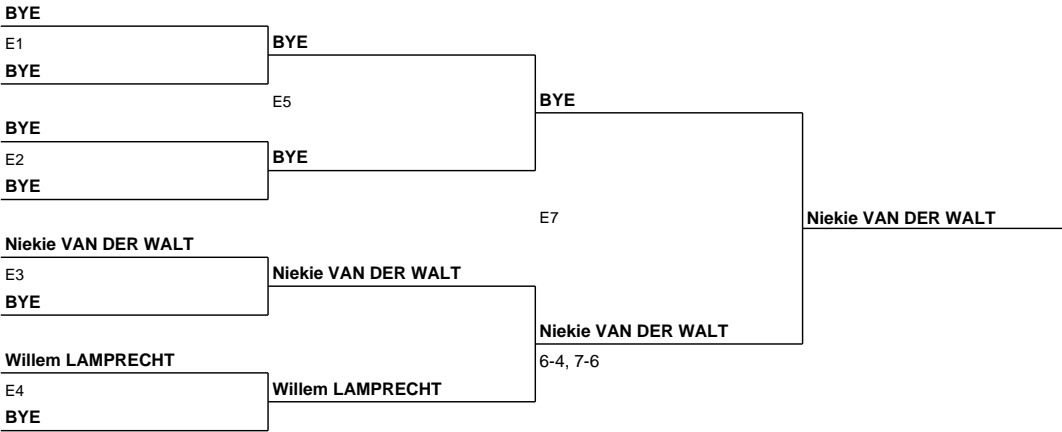 BYE
E1
BYE
BYE
E5
BYE
BYE
E2
BYE
BYE
E7
Niekie VAN DER WALT
Niekie VAN DER WALT
E3
Niekie VAN DER WALT
BYE
Niekie VAN DER WALT
Willem LAMPRECHT
6-4, 7-6
E4
Willem LAMPRECHT
BYE